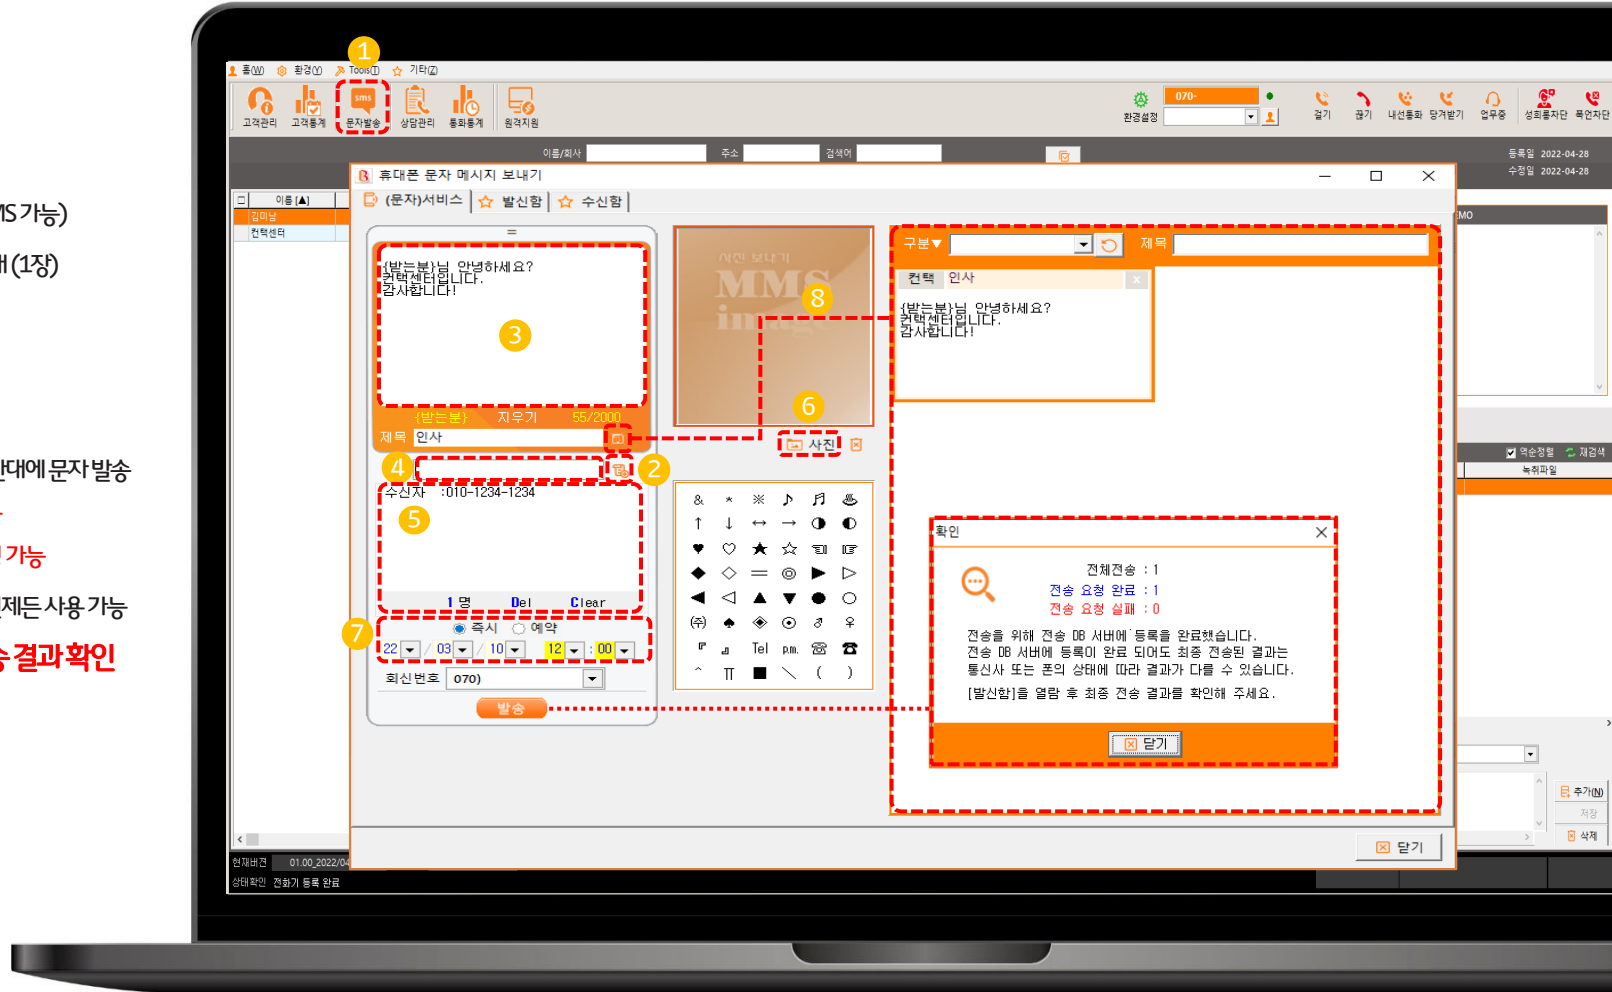 1
홈(W) 환경(Y) Tools(T) 기타(Z)
sms
고객관리 고객통계 문자발송 상담관리 통화통계 원격지원
070-
환경설정
걸기 끊기 내선통화 당겨받기 업무중 성희롱차단 폭언차단
이름/회사 주소 검색어
등록일 2022-04-28
수정일 2022-04-28
휴대폰 문자 메시지 보내기
(문자)서비스 발신함 수신함
이름[▲]
김미남
컨택센터
MS 가능)
(1장)
간대에 문자 발송
가능
언제든 사용 가능
송 결과 확인
{받는분}님 안녕하세요?
컨택센터입니다.
감사합니다!
3
{받는분} 지우기 55/2000
제목 인사
4
2
수신자 :010-1234-1234
5
1 명 Del Clear
7
즉시 예약
22 / 03 / 10 12 : 00
회신번호 070)
발송
사진 보내기
MMS
image
8
6
사진
& * ※ ♪ ♬ ♨
↑ ↓ ↔ → ◑ ◐
♥ ♡ ★ ☆ ☜ ☞
◆ ◇ = ◎ ▶ ▷
◀ ◁ ▲ ▼ ● ○
㈜ ♠ ◈ ⊙ ♂ ♀
『 』 Tel p.m. ☏ ☎
^ ㅠ ■ \ ( )
구분▼ 제목
컨택 인사 x
{받는분}님 안녕하세요?
컨택센터입니다.
감사합니다!
확인
전체전송 : 1
전송 요청 완료 : 1
전송 요청 실패 : 0
전송을 위해 전송 DB 서버에 등록을 완료했습니다.
전송 DB 서버에 등록이 완료 되어도 최종 전송된 결과는
통신사 또는 폰의 상태에 따라 결과가 다를 수 있습니다.
[발신함]을 열람 후 최종 전송 결과를 확인해 주세요.
닫기
닫기
MO
역순정렬 재검색
녹취파일
추가(N)
저장
삭제
현재버전 01.00_2022/04
상태확인 전화기 등록 완료